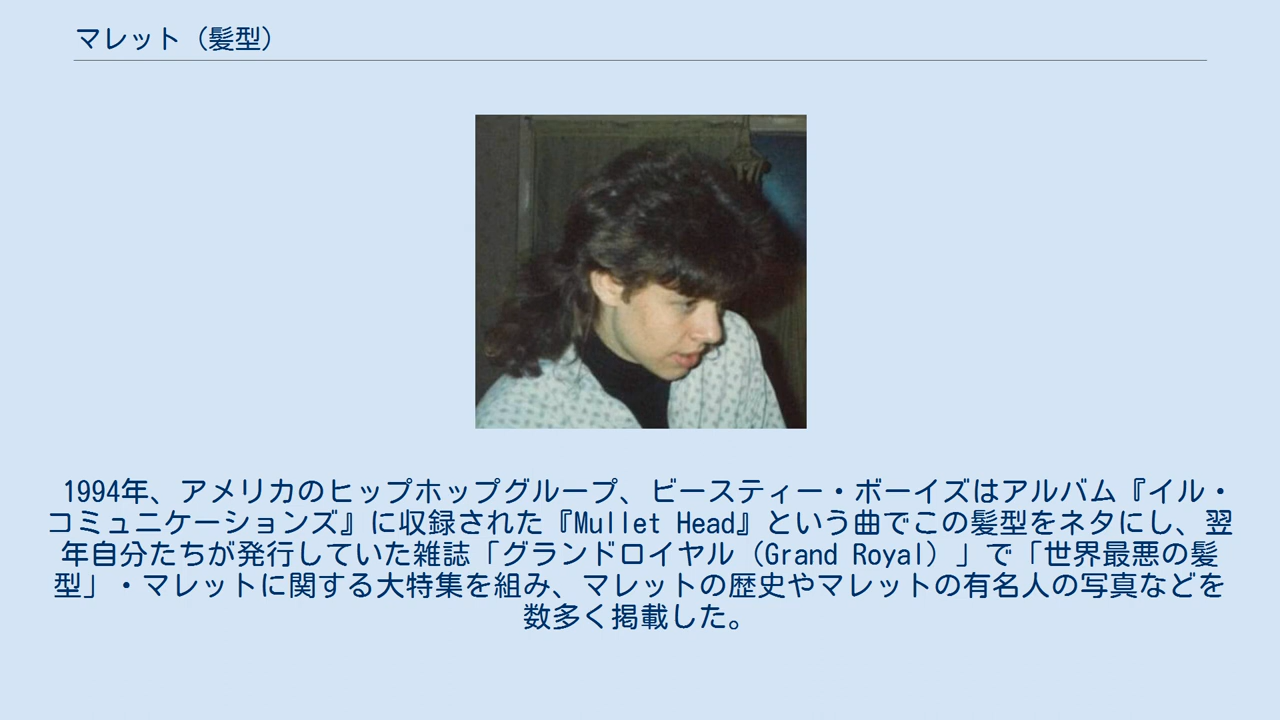 マレット（髪型）
1994年、アメリカのヒップホップグループ、ビースティー・ボーイズはアルバム『イル・
コミュニケーションズ』に収録された『Mullet Head』という曲でこの髪型をネタにし、翌
年自分たちが発行していた雑誌「グランドロイヤル（Grand Royal）」で「世界最悪の髪
型」・マレットに関する大特集を組み、マレットの歴史やマレットの有名人の写真などを
数多く掲載した。